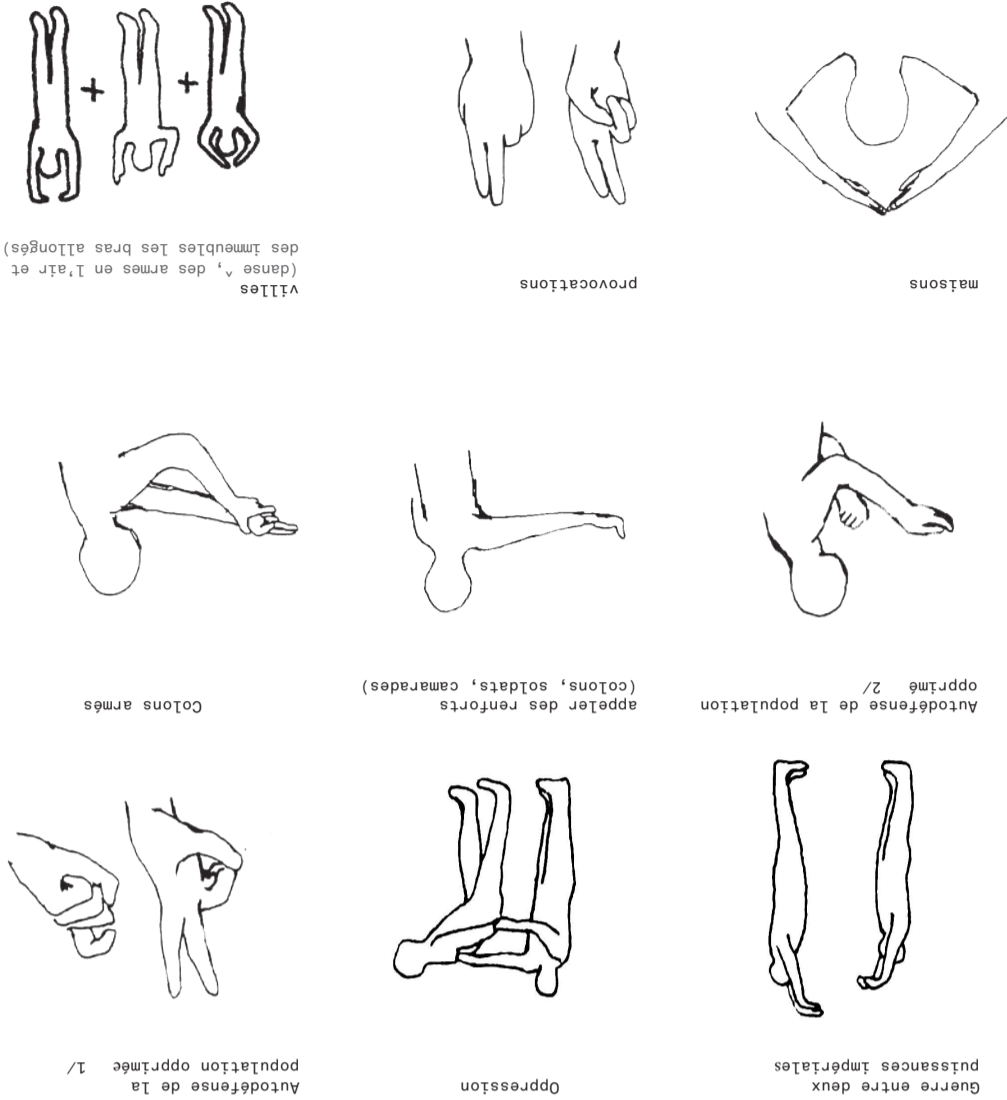 Guerre entre deux
puissances impériales
Oppression
Autodéfense de la
population opprimée 1/
Autodéfense de la population
opprimé 2/
appeler des renforts
(colons, soldats, camarades)
Colons armés
maisons
provocations
villes
(danse ^, des armes en l'air et
des immeubles les bras allongés)
+ +